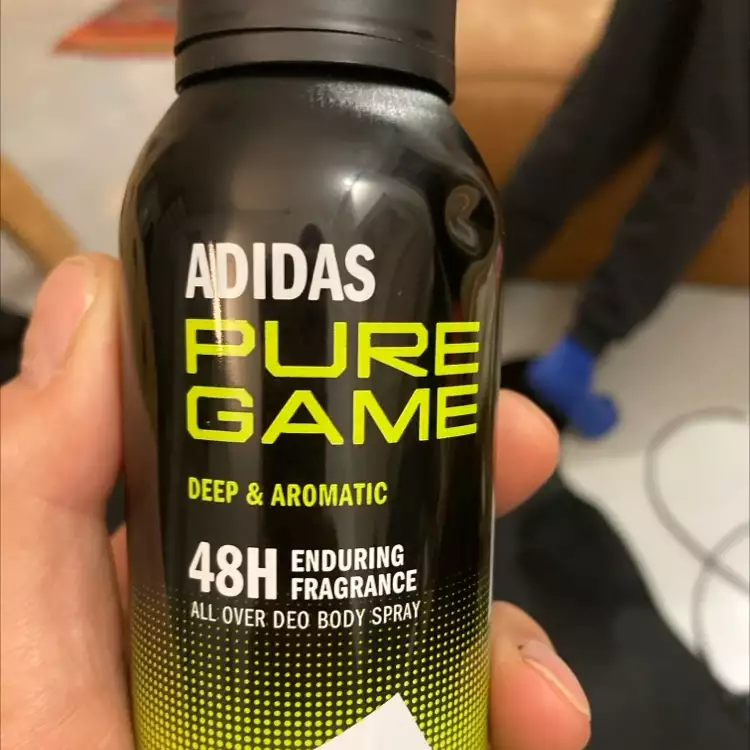 ADIDAS
PURE
GAME
DEEP & AROMATIC
48H ENDURING
FRAGRANCE
ALL OVER DEO BODY SPRAY